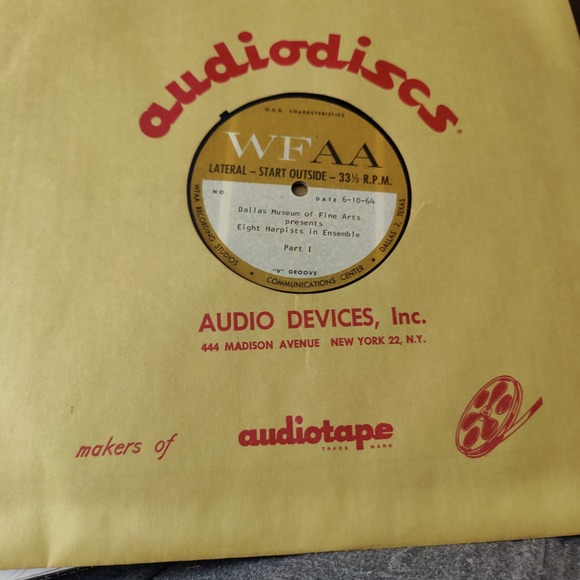 audiodiscs
N.A.B. CHARACTERISTICS
WFAA
LATERAL – START OUTSIDE – 33⅓ R.P.M.
NO. DATE 6-10-64
Dallas Museum of Fine Arts
presents
Eight Harpists in Ensemble
Part I
"V" GROOVE
WFAA RECORDING STUDIOS • COMMUNICATIONS CENTER • DALLAS 2, TEXAS
AUDIO DEVICES, Inc.
444 MADISON AVENUE NEW YORK 22, N.Y.
makers of audiotape
TRADE MARK